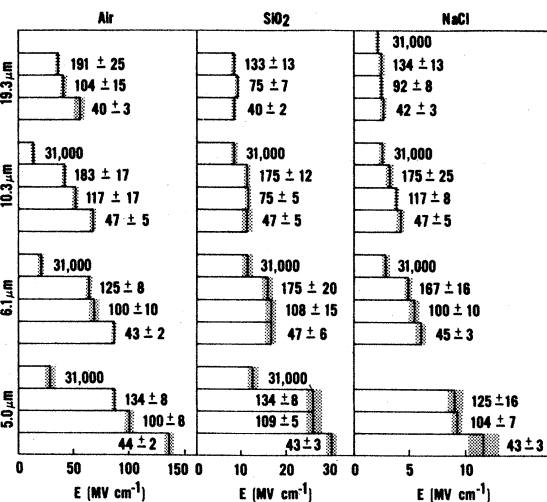 Air SiO2 NaCl
19.3 μm
31,000
191 ± 25 133 ± 13 134 ± 13
104 ± 15 75 ± 7 92 ± 8
40 ± 3 40 ± 2 42 ± 3
10.3 μm
31,000 31,000 31,000
183 ± 17 175 ± 12 175 ± 25
117 ± 17 75 ± 5 117 ± 8
47 ± 5 47 ± 5 47 ± 5
6.1 μm
31,000 31,000 31,000
125 ± 8 175 ± 20 167 ± 16
100 ± 10 108 ± 15 100 ± 10
43 ± 2 47 ± 6 45 ± 3
5.0 μm
31,000 31,000
134 ± 8 134 ± 8 125 ± 16
100 ± 8 109 ± 5 104 ± 7
44 ± 2 43 ± 3 43 ± 3
0 50 100 150 0 10 20 30 0 5 10
E (MV cm-1) E (MV cm-1) E (MV cm-1)